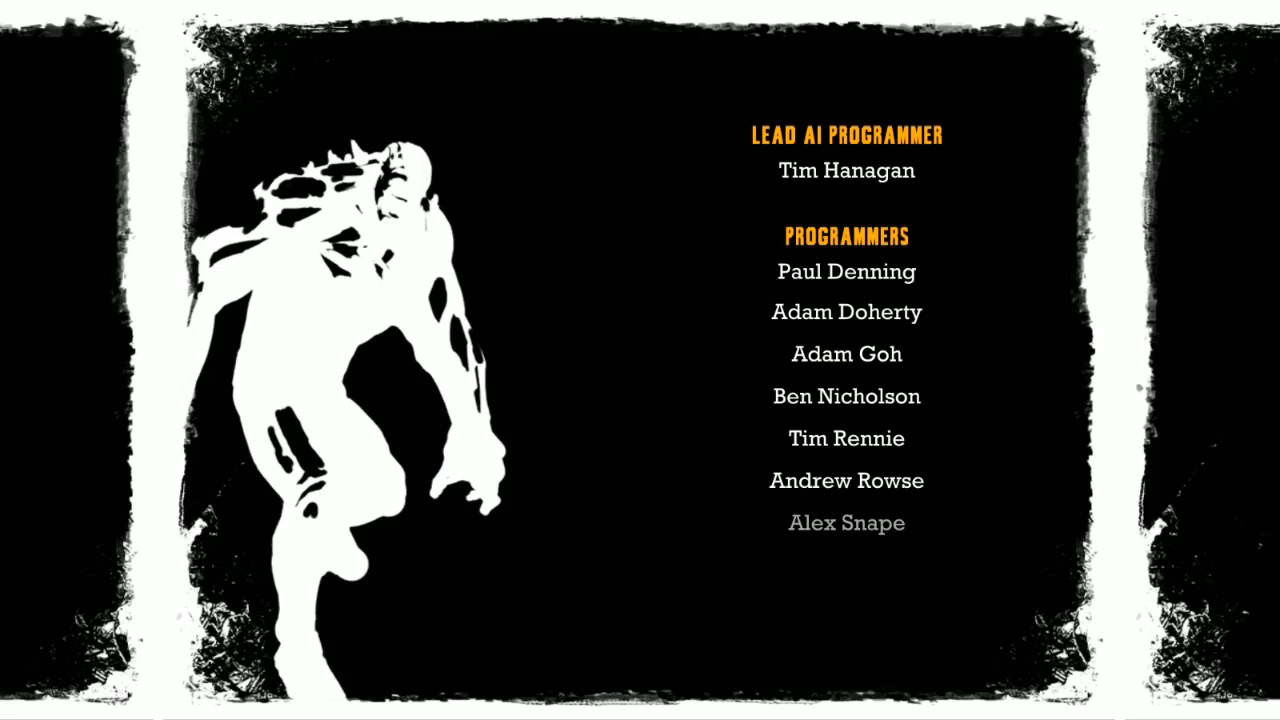 LEAD AI PROGRAMMER
Tim Hanagan
PROGRAMMERS
Paul Denning
Adam Doherty
Adam Goh
Ben Nicholson
Tim Rennie
Andrew Rowse
Alex Snape